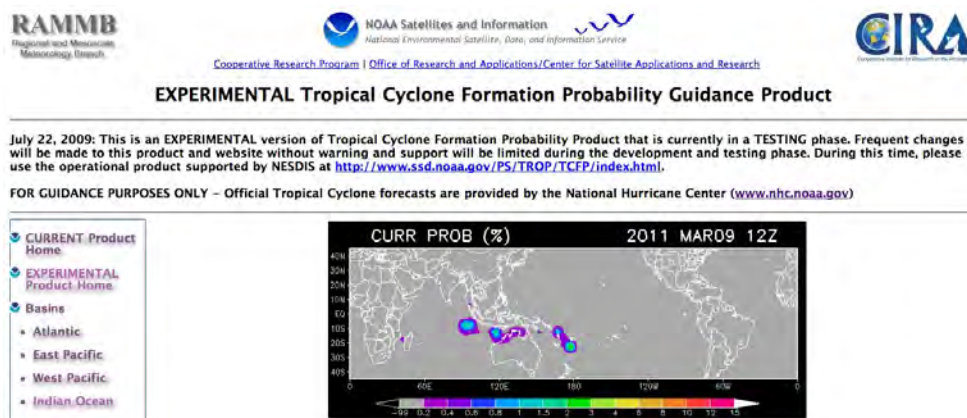 RAMMB
Regional and Mesoscale
Meteorology Branch
NOAA Satellites and Information
National Environmental Satellite, Data, and Information Service
CIRA
Cooperative Research Program | Office of Research and Applications/Center for Satellite Applications and Research
EXPERIMENTAL Tropical Cyclone Formation Probability Guidance Product
July 22, 2009: This is an EXPERIMENTAL version of Tropical Cyclone Formation Probability Product that is currently in a TESTING phase. Frequent changes
will be made to this product and website without warning and support will be limited during the development and testing phase. During this time, please
use the operational product supported by NESDIS at http://www.ssd.noaa.gov/PS/TROP/TCFP/index.html.
FOR GUIDANCE PURPOSES ONLY – Official Tropical Cyclone forecasts are provided by the National Hurricane Center (www.nhc.noaa.gov)
CURRENT Product
Home
EXPERIMENTAL
Product Home
Basins
Atlantic
East Pacific
West Pacific
Indian Ocean
CURR PROB (%) 2011 MAR09 12Z
40N
30N
20N
10N
EQ
10S
20S
30S
40S
0 60E 120E 180 120W 60W 0
-99 0.2 0.4 0.6 0.8 1 1.5 2 3 4 6 8 10 12 15